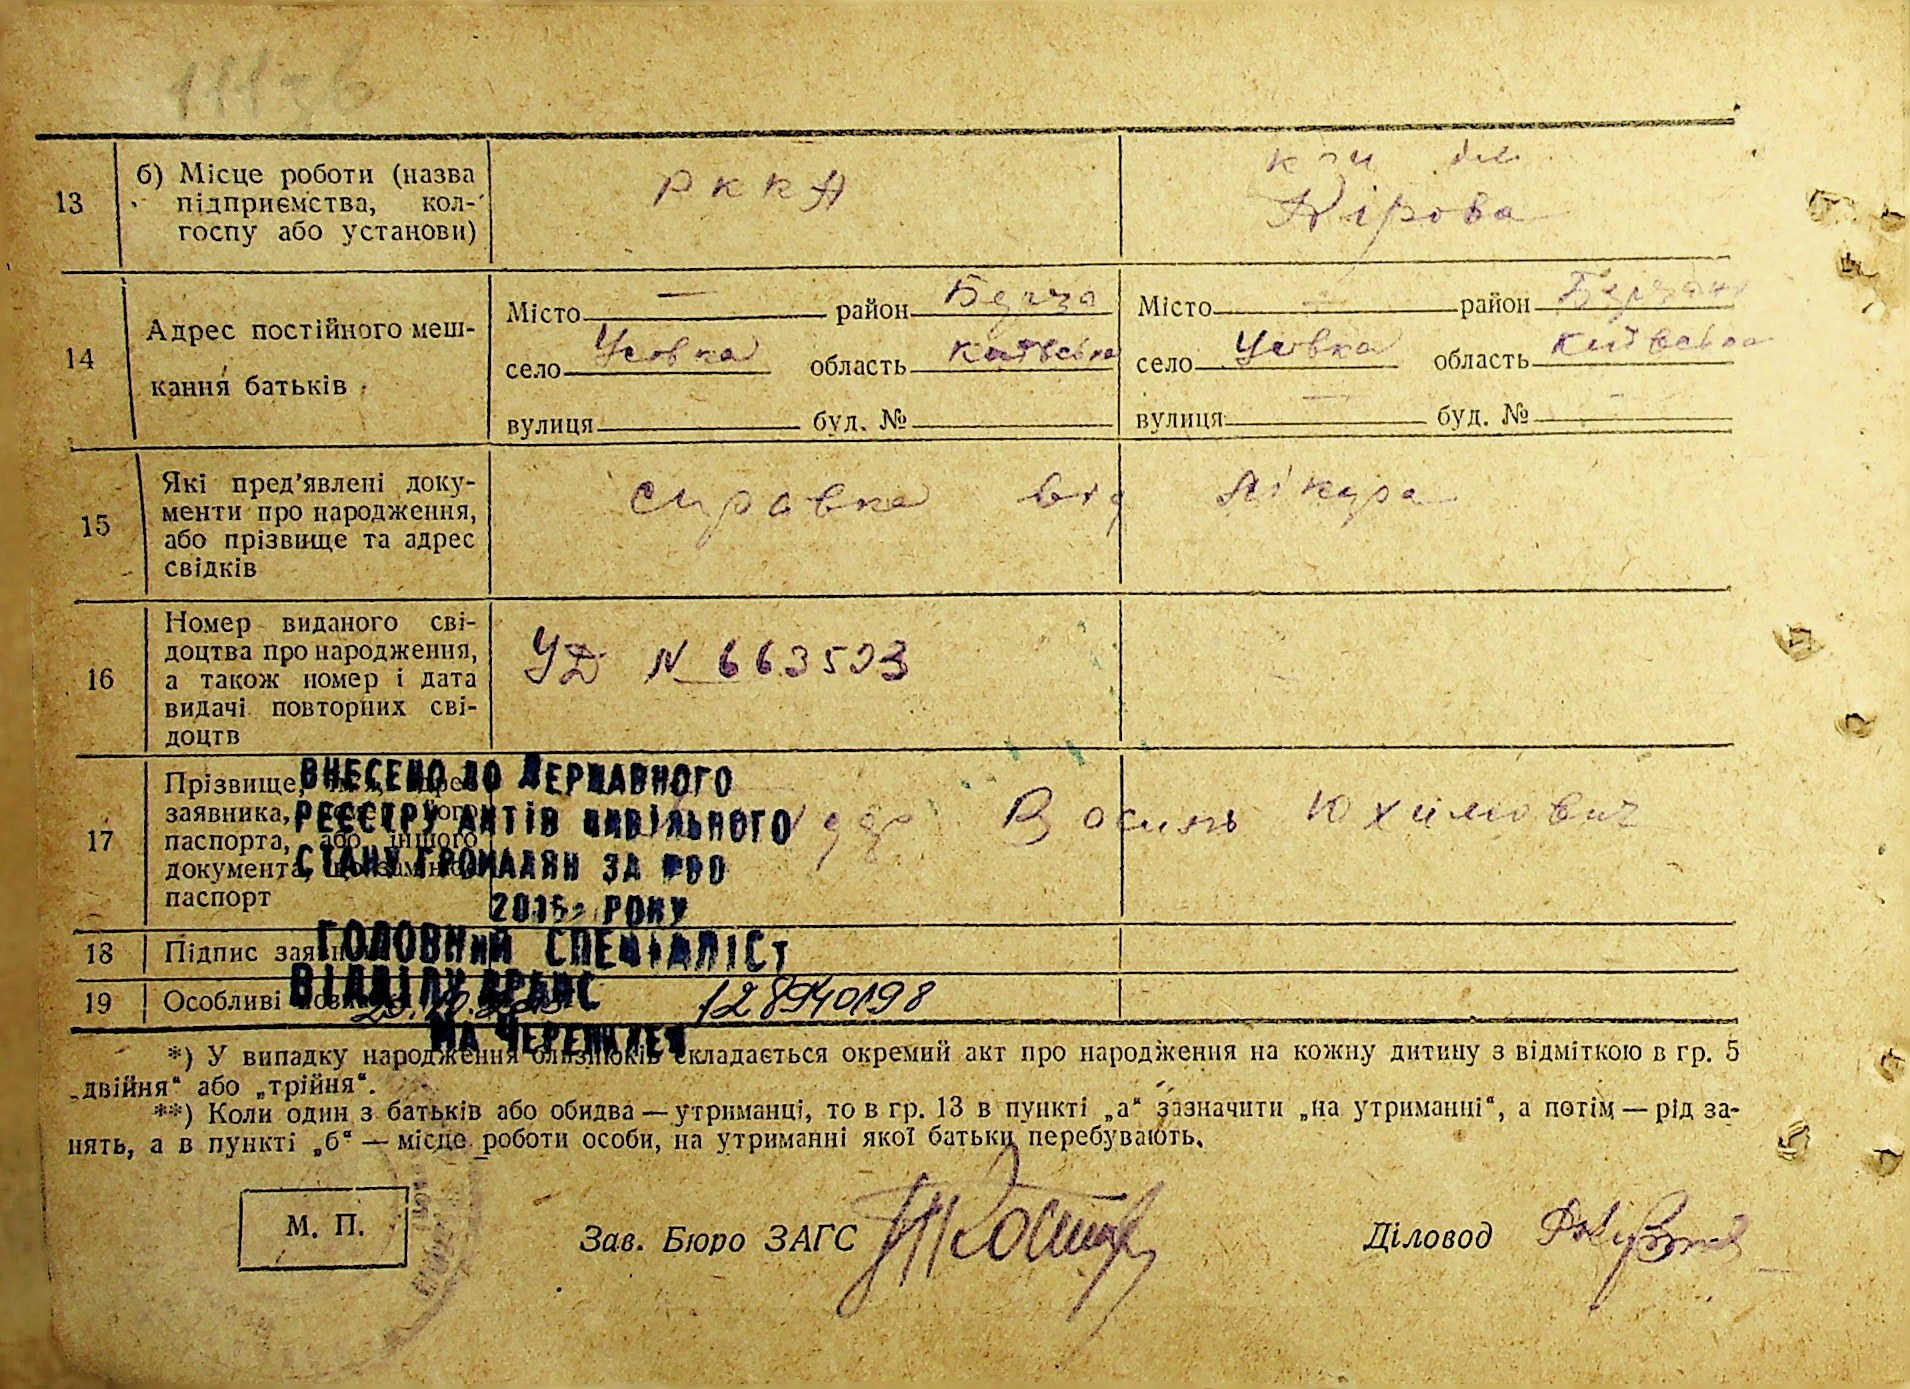 13
б) Місце роботи (назва
підприємства, кол-
госпу або установи)
РККА
Кірова
14
Адрес постійного меш-
кання батьків
Місто — район
село Усовка область Київська
вулиця буд. №
Місто — район
село Усовка область Київська
вулиця — буд. № —
15
Які пред’явлені доку-
менти про народження,
або прізвище та адрес
свідків
справка від лікура
16
Номер виданого сві-
доцтва про народження,
а також номер і дата
видачі повторних сві-
доцтв
УД № 663523
17
Прізвище,
заявника,
паспорта, або іншого
документа,
паспорт
Юхимович
ВНЕСЕНО ДО ДЕРЖАВНОГО
РЕЄСТРУ АКТІВ ЦИВІЛЬНОГО
СТАНУ ГРОМАДЯН ЗА
РОКУ
ГОЛОВНИЙ СПЕЦІАЛІСТ
ВІДДІЛУ ДРАЦС
18
Підпис
19
Особливі
128940198
*) У випадку народження близнюків складається окремий акт про народження на кожну дитину з відміткою в гр. 5
„двійня“ або „трійня“.
**) Коли один з батьків або обидва — утриманці, то в гр. 13 в пункті „а“ зазначити „на утриманні“, а потім — рід за-
нять, а в пункті „б“ — місце роботи особи, на утриманні якої батьки перебувають.
М. П.
Зав. Бюро ЗАГС
Діловод